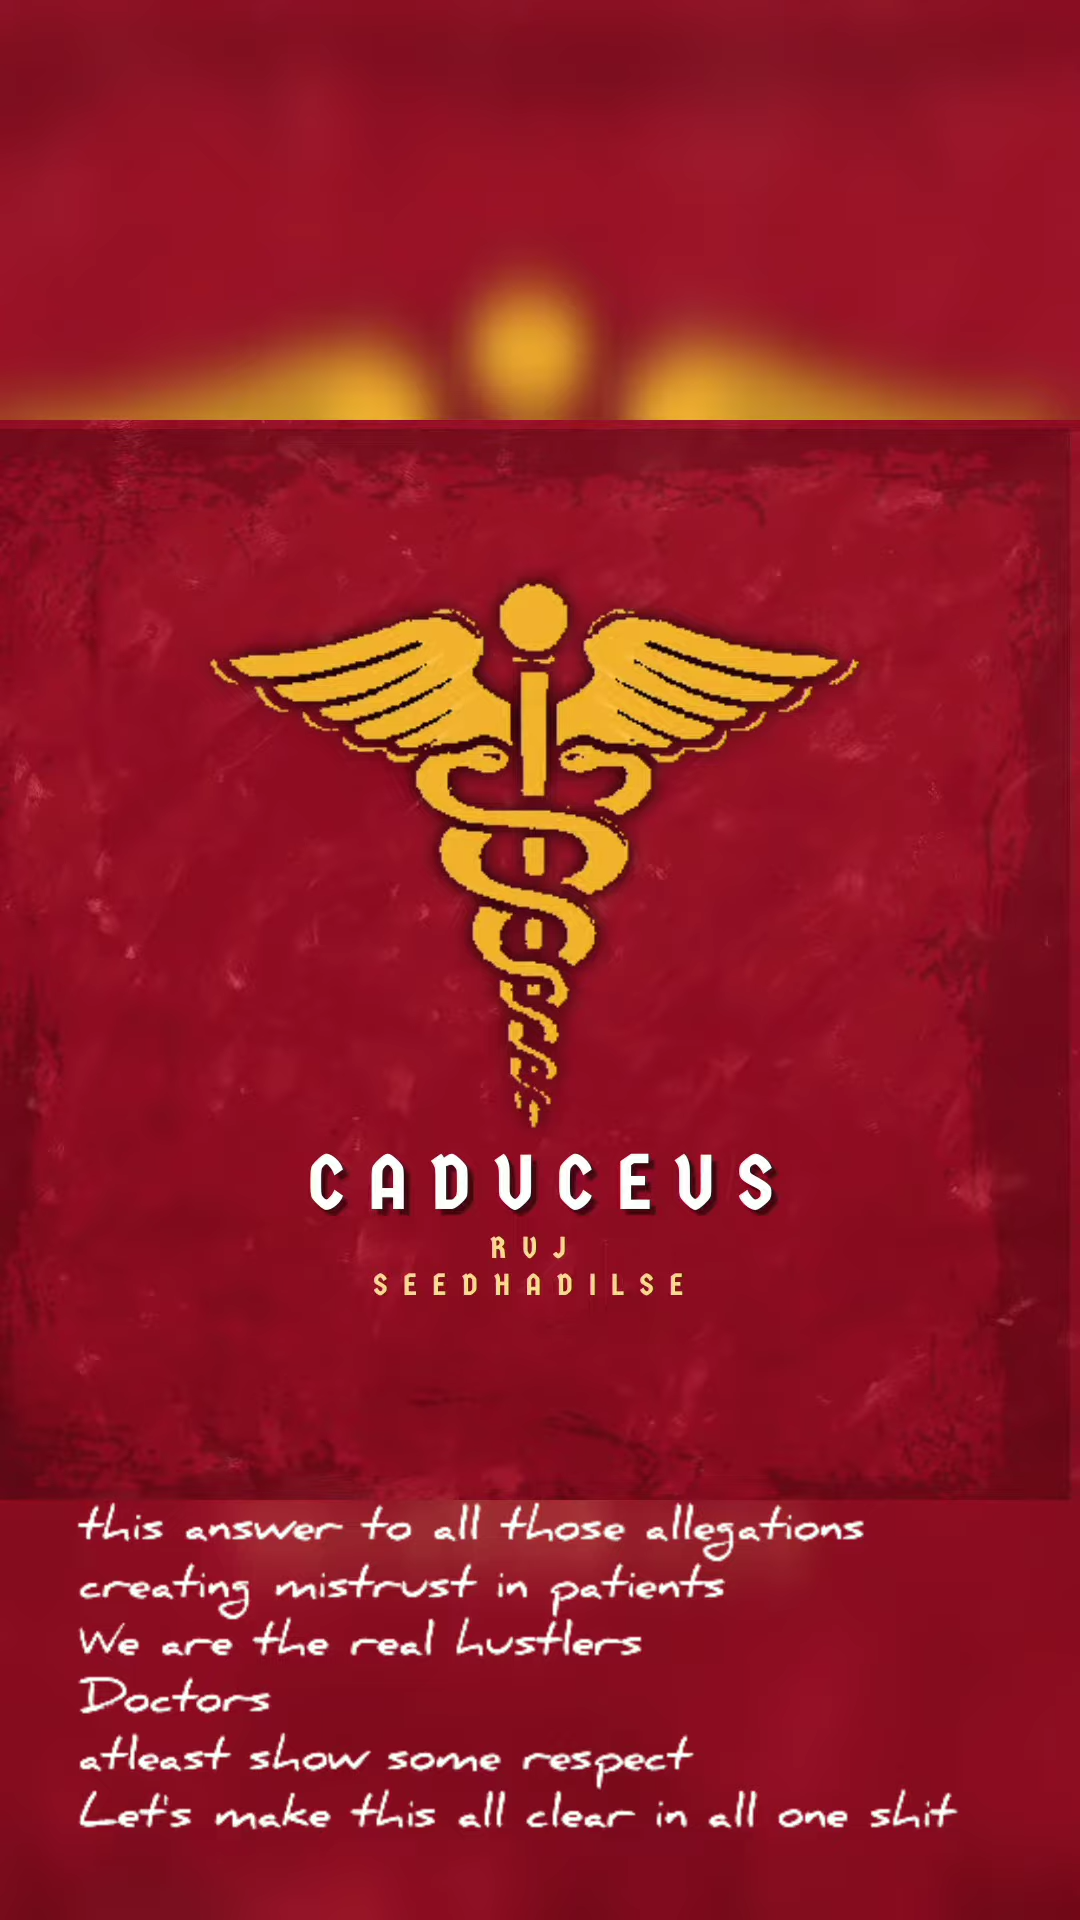 CADUCEUS
RVJ
SEEDHADILSE
this answer to all those allegations
creating mistrust in patients
We are the real hustlers
Doctors
atleast show some respect
Let's make this all clear in all one shit